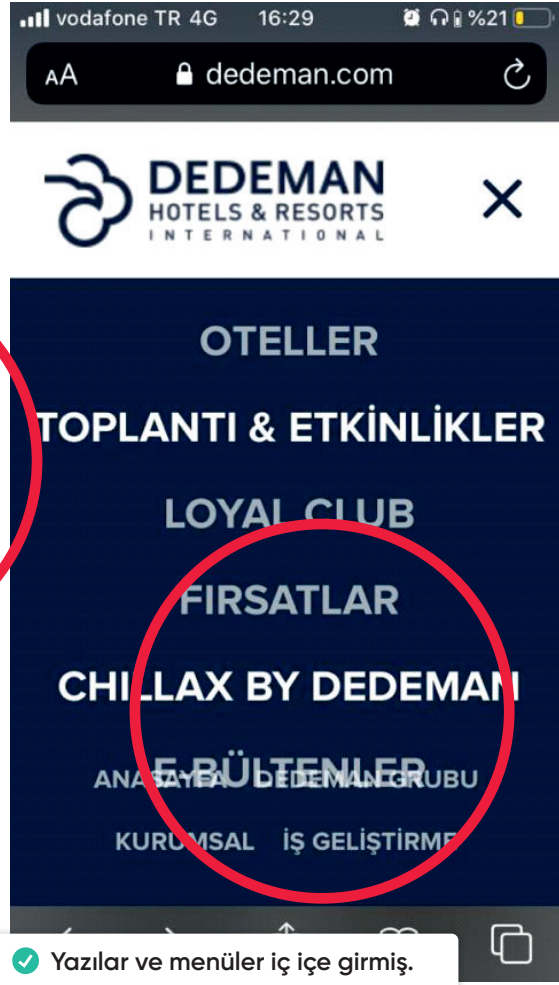 vodafone TR 4G 16:29 %21
AA dedeman.com
DEDEMAN
HOTELS & RESORTS
INTERNATIONAL
OTELLER
TOPLANTI & ETKİNLİKLER
LOYAL CLUB
FIRSATLAR
CHILLAX BY DEDEMAN
E-BÜLTENLER
ANASAYFA DEDEMAN GRUBU
KURUMSAL İŞ GELİŞTİRME
Yazılar ve menüler iç içe girmiş.